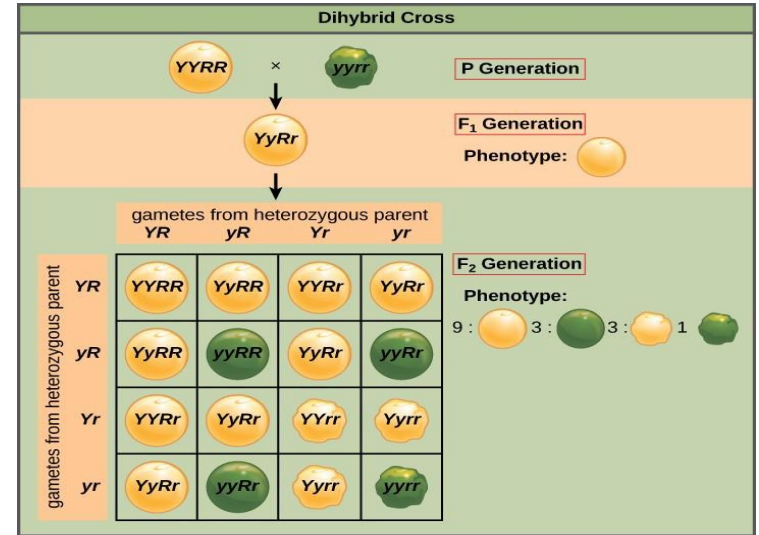 Dihybrid Cross
YYRR × yyrr
P Generation
YyRr
F₁ Generation
Phenotype:
gametes from heterozygous parent
YR yR Yr yr
gametes from heterozygous parent
YR YYRR YyRR YYRr YyRr
yR YyRR yyRR YyRr yyRr
Yr YYRr YyRr YYrr Yyrr
yr YyRr yyRr Yyrr yyrr
F₂ Generation
Phenotype:
9 : 3 : 3 : 1